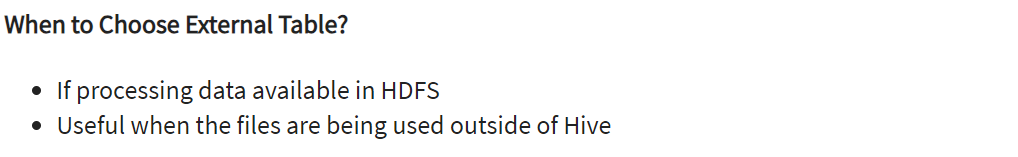 When to Choose External Table?
• If processing data available in HDFS
• Useful when the files are being used outside of Hive